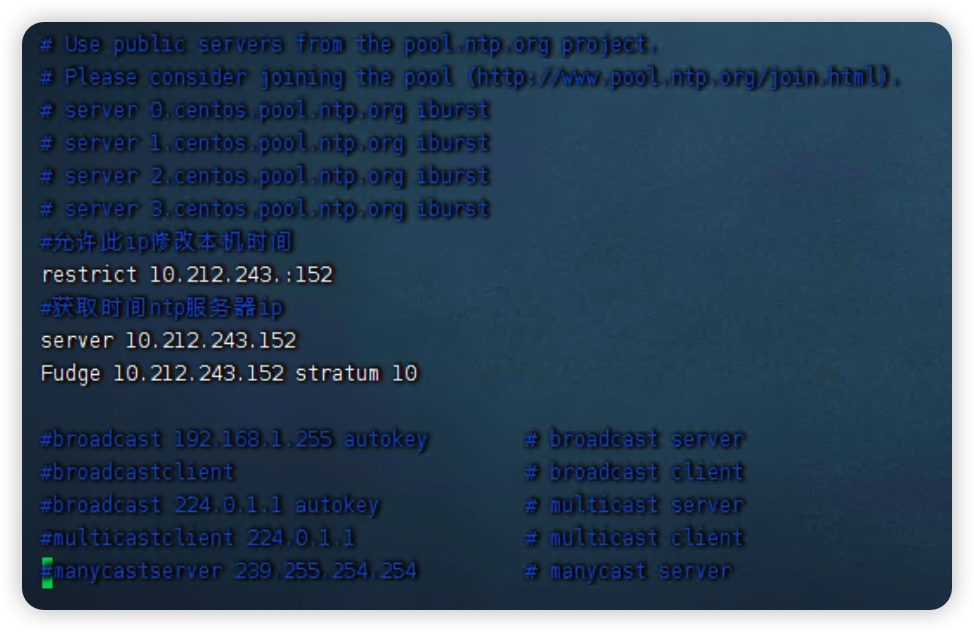 # Use public servers from the pool.ntp.org project.
# Please consider joining the pool (http://www.pool.ntp.org/join.html).
# server 0.centos.pool.ntp.org iburst
# server 1.centos.pool.ntp.org iburst
# server 2.centos.pool.ntp.org iburst
# server 3.centos.pool.ntp.org iburst
#允许此ip修改本机时间
restrict 10.212.243.:152
#获取时间ntp服务器ip
server 10.212.243.152
Fudge 10.212.243.152 stratum 10
#broadcast 192.168.1.255 autokey # broadcast server
#broadcastclient # broadcast client
#broadcast 224.0.1.1 autokey # multicast server
#multicastclient 224.0.1.1 # multicast client
#manycastserver 239.255.254.254 # manycast server